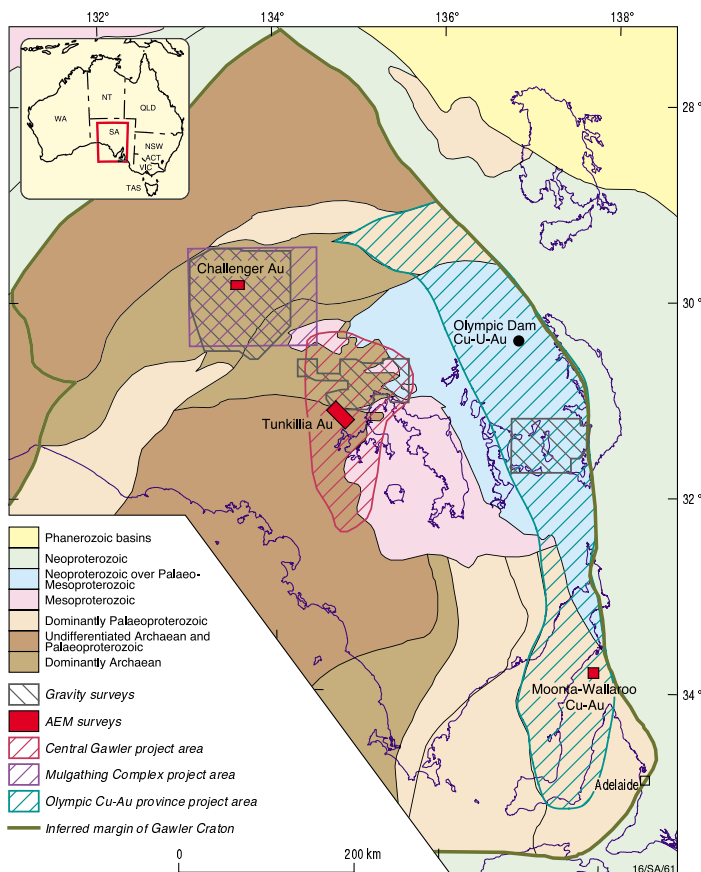 132°
134°
136°
138°
28°
30°
32°
34°
NT
QLD
WA
SA
NSW
ACT
VIC
TAS
Challenger Au
Olympic Dam
Cu-U-Au
Tunkillia Au
Moonta-Wallaroo
Cu-Au
Adelaide
Phanerozoic basins
Neoproterozoic
Neoproterozoic over Palaeo-
Mesoproterozoic
Mesoproterozoic
Dominantly Palaeoproterozoic
Undifferentiated Archaean and
Palaeoproterozoic
Dominantly Archaean
Gravity surveys
AEM surveys
Central Gawler project area
Mulgathing Complex project area
Olympic Cu-Au province project area
Inferred margin of Gawler Craton
0
200 km
16/SA/61